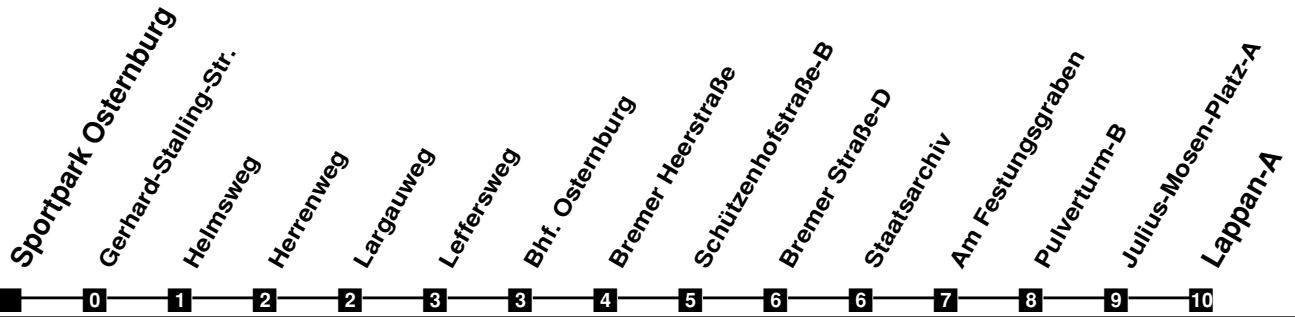 Sportpark Osternburg
Gerhard-Stalling-Str.
Helmsweg
Herrenweg
Largauweg
Leffersweg
Bhf. Osternburg
Bremer Heerstraße
Schützenhofstraße-B
Bremer Straße-D
Staatsarchiv
Am Festungsgraben
Pulverturm-B
Julius-Mosen-Platz-A
Lappan-A
0 1 2 2 3 3 4 5 6 6 7 8 9 10